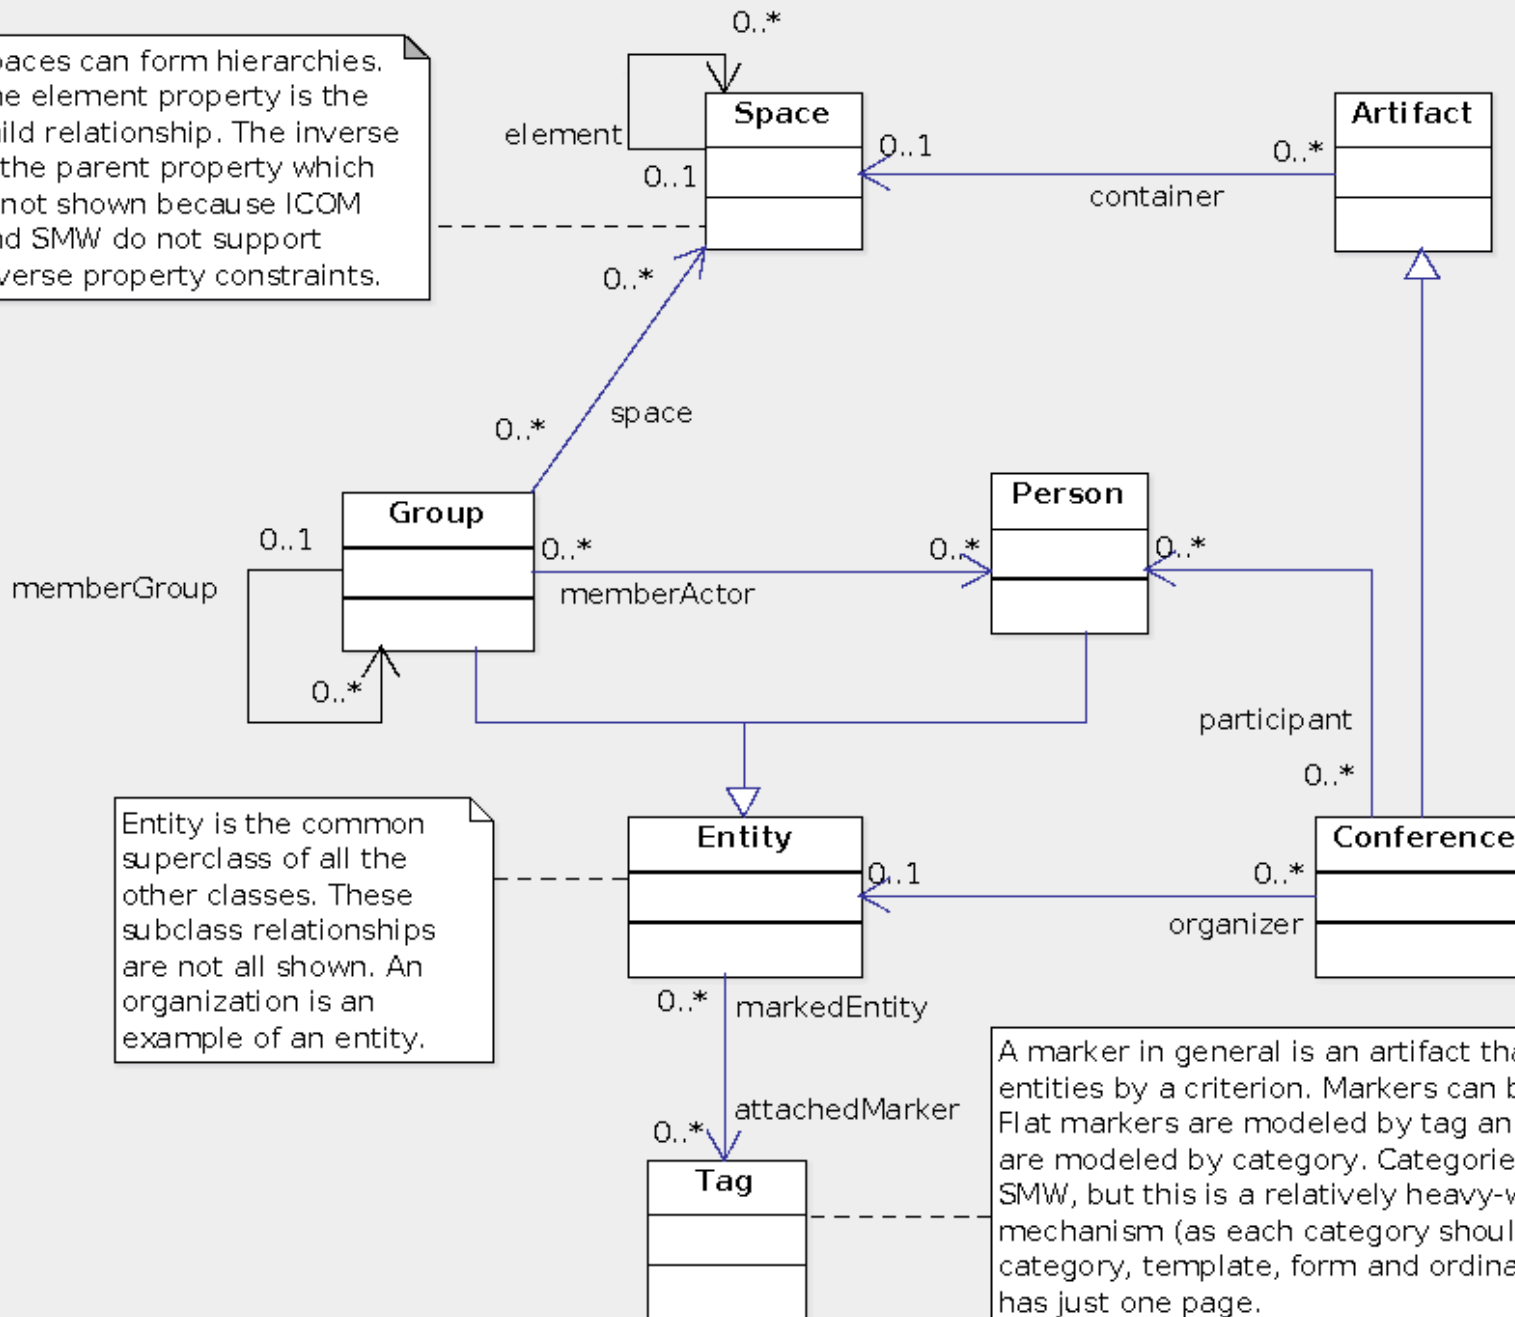 0..*
paces can form hierarchies.
he element property is the
ild relationship. The inverse
the parent property which
not shown because ICOM
nd SMW do not support
verse property constraints.
element
0..1
Space
0..1
container
0..*
Artifact
0..*
space
0..*
Group
0..1
memberGroup
0..*
0..*
memberActor
0..*
Person
0..*
participant
0..*
Entity is the common
superclass of all the
other classes. These
subclass relationships
are not all shown. An
organization is an
example of an entity.
Entity
0..1
organizer
0..*
Conference
0..*
markedEntity
attachedMarker
0..*
Tag
A marker in general is an artifact tha
entities by a criterion. Markers can b
Flat markers are modeled by tag an
are modeled by category. Categorie
SMW, but this is a relatively heavy-w
mechanism (as each category shoul
category, template, form and ordina
has just one page.